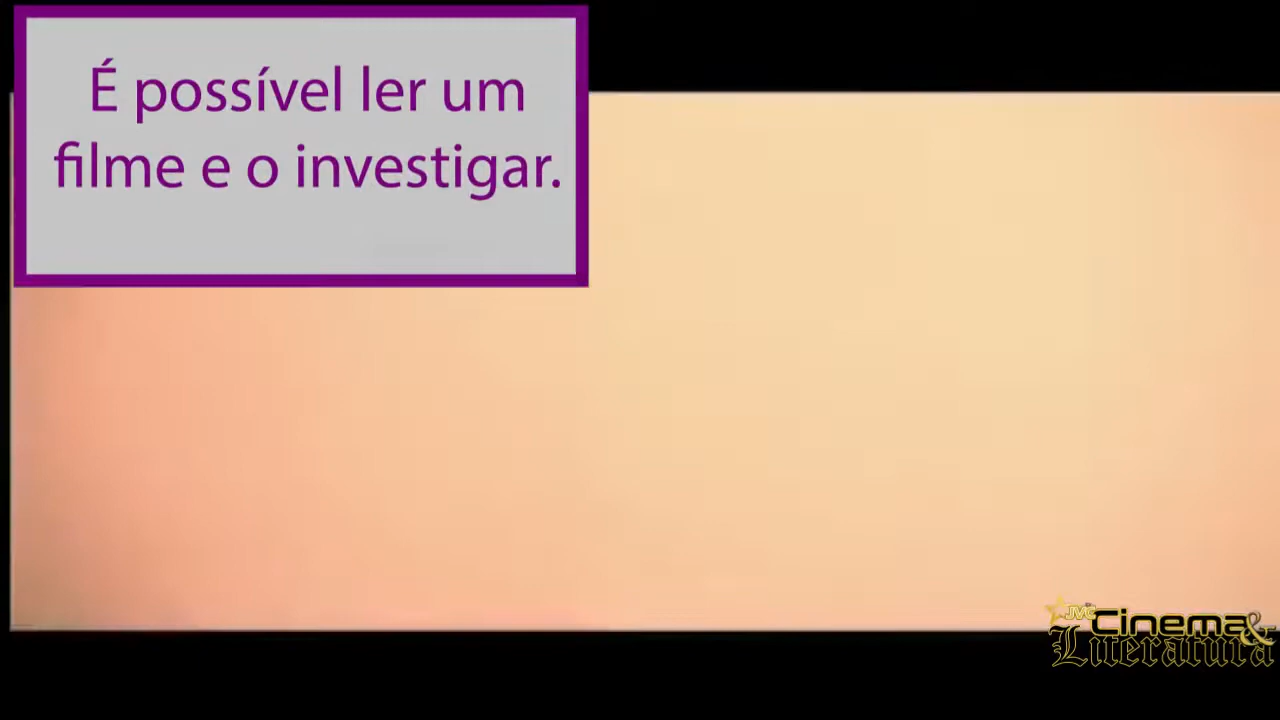 É possível ler um
filme e o investigar.
JVC
Cinema&
Literatura